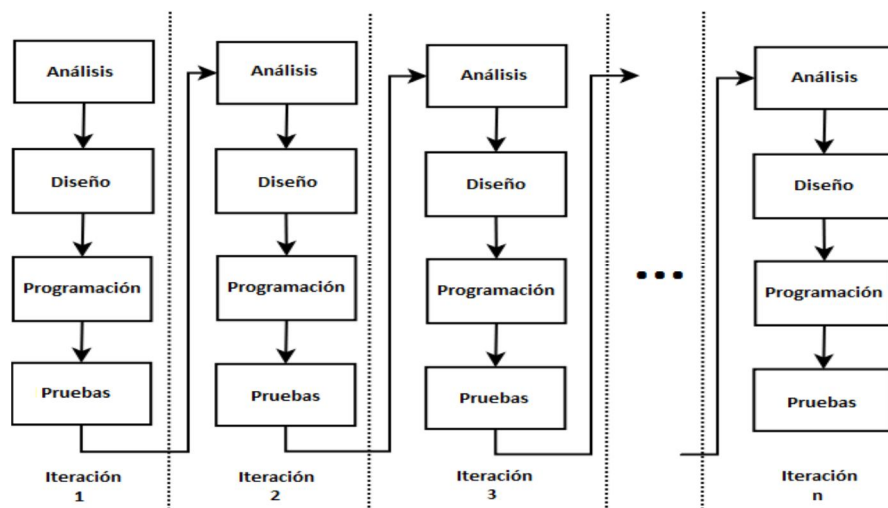 Análisis
Diseño
Programación
Pruebas
Iteración
1
Análisis
Diseño
Programación
Pruebas
Iteración
2
Análisis
Diseño
Programación
Pruebas
Iteración
3
...
Análisis
Diseño
Programación
Pruebas
Iteración
n